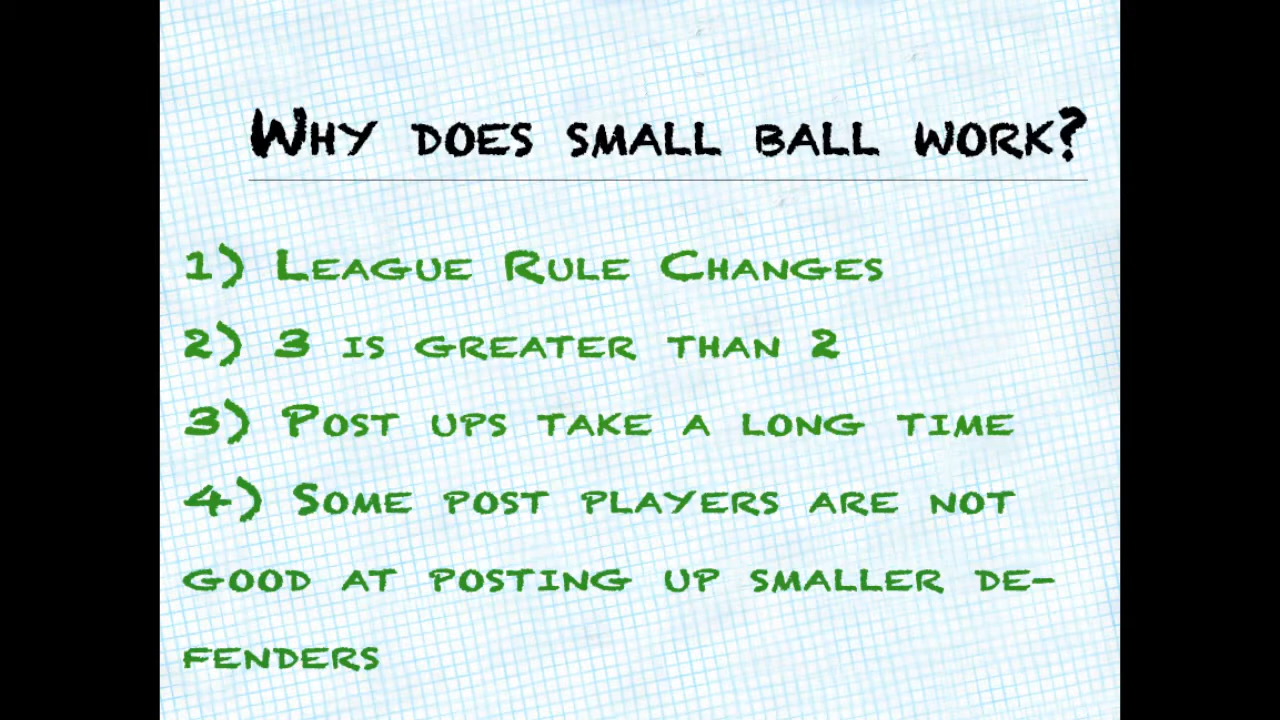 Why does small ball work?
1) League Rule Changes
2) 3 is greater than 2
3) Post ups take a long time
4) Some post players are not
good at posting up smaller de-
fenders